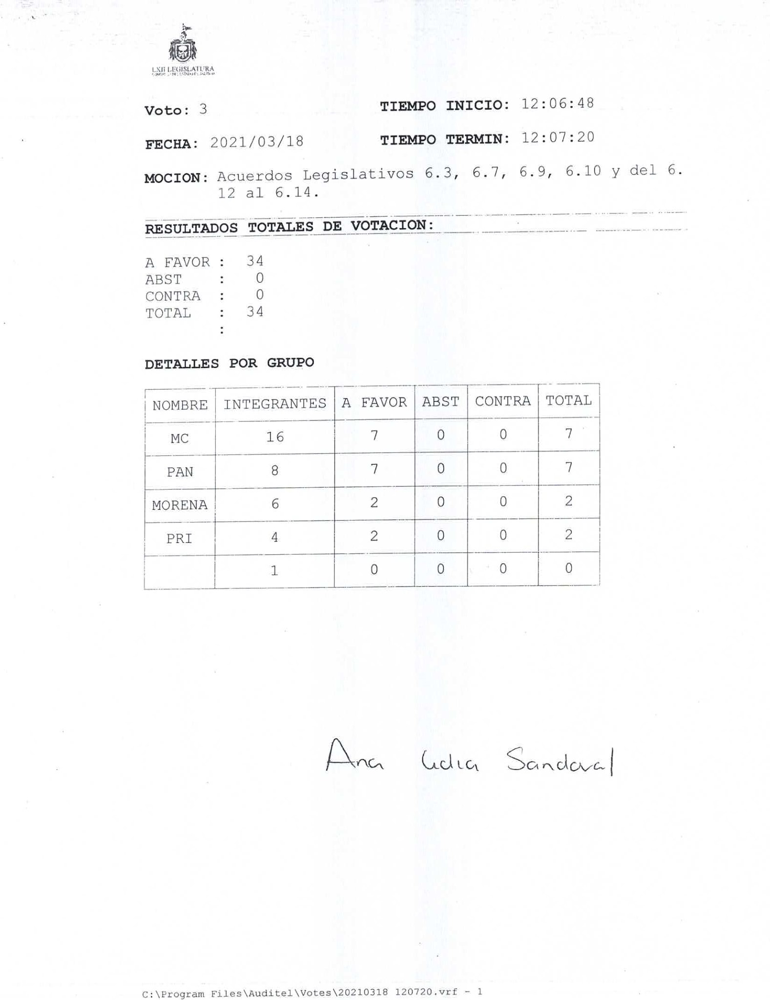 LXII LEGISLATURA
Voto: 3
TIEMPO INICIO: 12:06:48
FECHA: 2021/03/18
TIEMPO TERMIN: 12:07:20
MOCION: Acuerdos Legislativos 6.3, 6.7, 6.9, 6.10 y del 6.
12 al 6.14.
RESULTADOS TOTALES DE VOTACION:
A FAVOR : 34
ABST : 0
CONTRA : 0
TOTAL : 34
:
DETALLES POR GRUPO
NOMBRE INTEGRANTES A FAVOR ABST CONTRA TOTAL
MC 16 7 0 0 7
PAN 8 7 0 0 7
MORENA 6 2 0 0 2
PRI 4 2 0 0 2
1 0 0 0 0
Ana Lidia Sandoval
C:\Program Files\Auditel\Votes\20210318 120720.vrf - 1